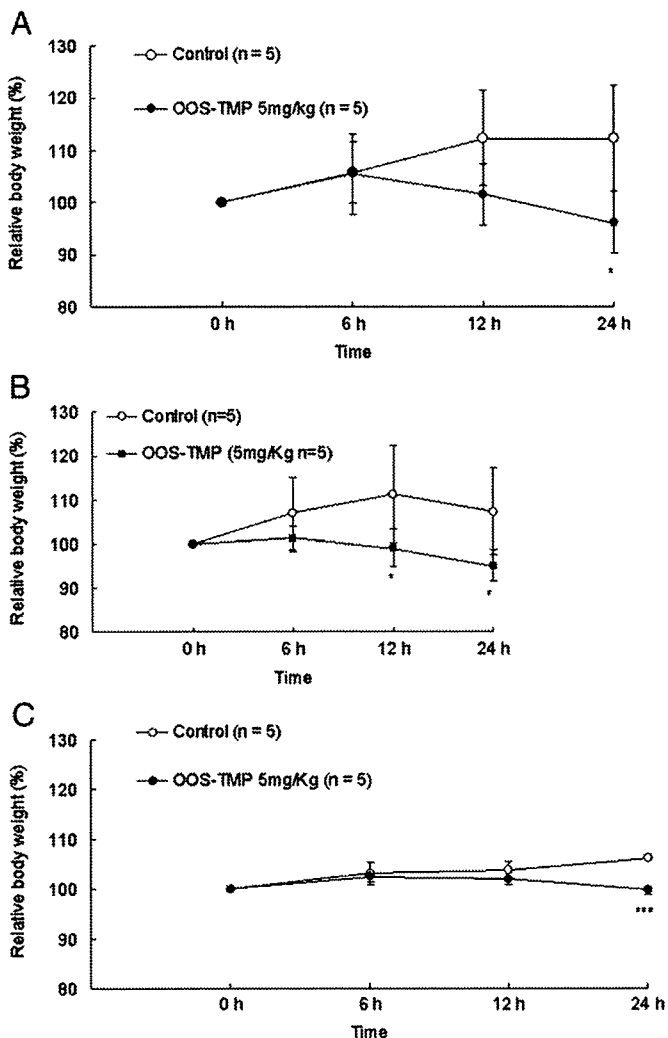 A
Relative body weight (%)
130
120
110
100
90
80
Control (n = 5)
OOS-TMP 5mg/kg (n = 5)
*
0 h 6 h 12 h 24 h
Time
B
Relative body weight (%)
130
120
110
100
90
80
Control (n=5)
OOS-TMP (5mg/Kg n=5)
* *
0 h 6 h 12 h 24 h
Time
C
Relative body weight (%)
130
120
110
100
90
80
Control (n = 5)
OOS-TMP 5mg/Kg (n = 5)
***
0 h 6 h 12 h 24 h
Time